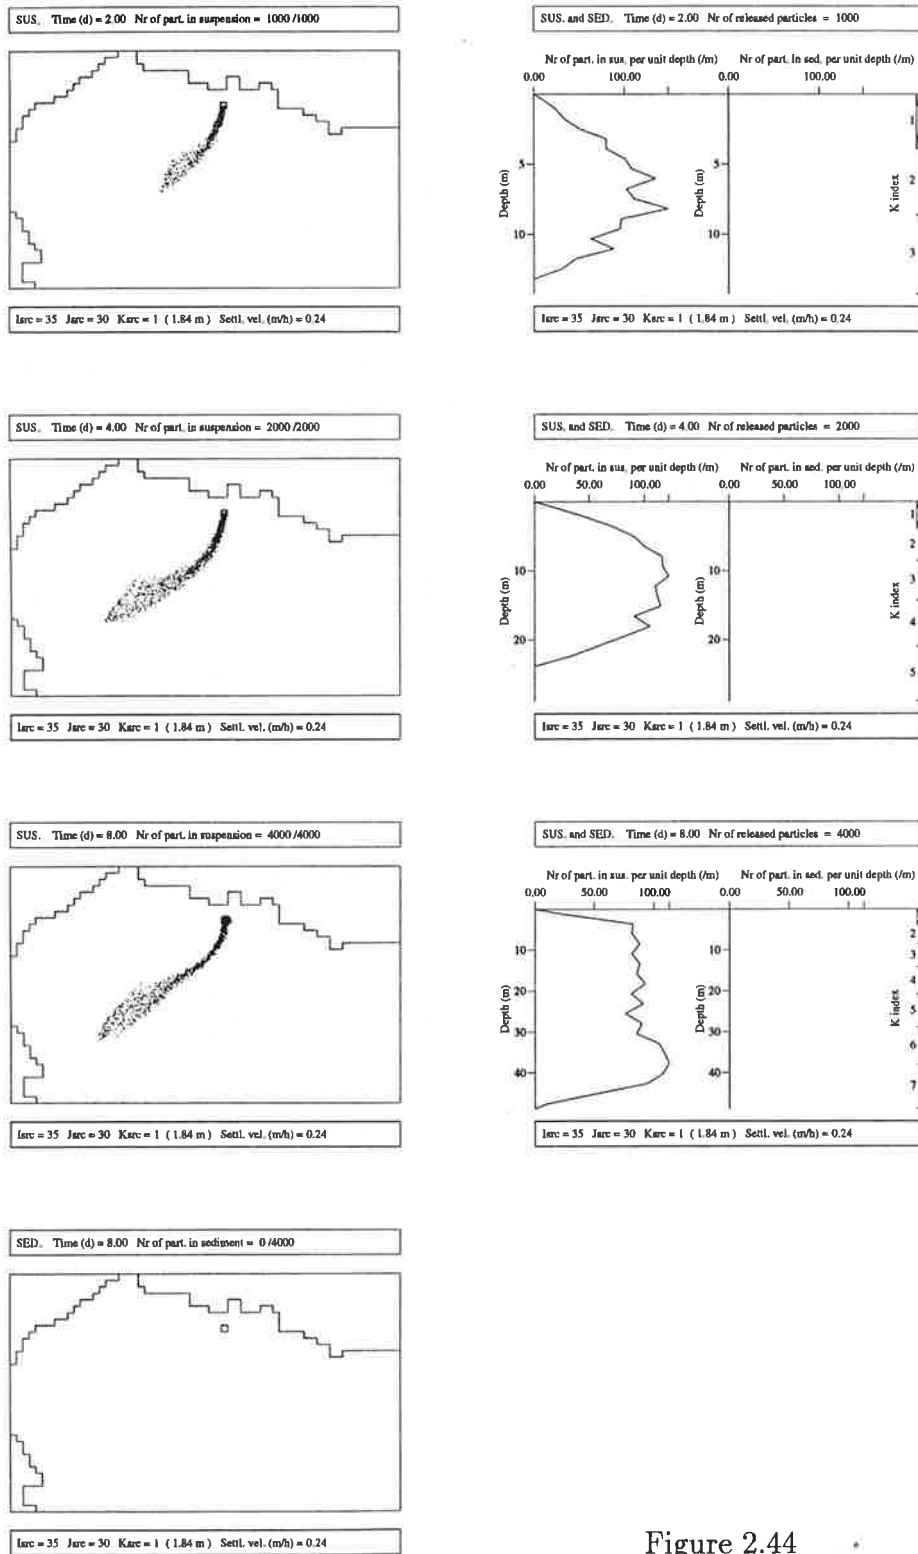 SUS. Time (d) = 2.00 Nr of part. in suspension = 1000 /1000
Isrc = 35 Jsrc = 30 Ksrc = 1 ( 1.84 m ) Settl. vel. (m/h) = 0.24
SUS. and SED. Time (d) = 2.00 Nr of released particles = 1000
Nr of part. in sus. per unit depth (/m) Nr of part. in sed. per unit depth (/m)
0.00 100.00 0.00 100.00
Depth (m)
5
10
Depth (m)
5
10
K index
1
2
3
Isrc = 35 Jsrc = 30 Ksrc = 1 ( 1.84 m ) Settl. vel. (m/h) = 0.24
SUS. Time (d) = 4.00 Nr of part. in suspension = 2000 /2000
Isrc = 35 Jsrc = 30 Ksrc = 1 ( 1.84 m ) Settl. vel. (m/h) = 0.24
SUS. and SED. Time (d) = 4.00 Nr of released particles = 2000
Nr of part. in sus. per unit depth (/m) Nr of part. in sed. per unit depth (/m)
0.00 50.00 100.00 0.00 50.00 100.00
Depth (m)
10
20
Depth (m)
10
20
K index
1
2
3
4
5
Isrc = 35 Jsrc = 30 Ksrc = 1 ( 1.84 m ) Settl. vel. (m/h) = 0.24
SUS. Time (d) = 8.00 Nr of part. in suspension = 4000 /4000
Isrc = 35 Jsrc = 30 Ksrc = 1 ( 1.84 m ) Settl. vel. (m/h) = 0.24
SUS. and SED. Time (d) = 8.00 Nr of released particles = 4000
Nr of part. in sus. per unit depth (/m) Nr of part. in sed. per unit depth (/m)
0.00 50.00 100.00 0.00 50.00 100.00
Depth (m)
10
20
30
40
Depth (m)
10
20
30
40
K index
2
3
4
5
6
7
Isrc = 35 Jsrc = 30 Ksrc = 1 ( 1.84 m ) Settl. vel. (m/h) = 0.24
SED. Time (d) = 8.00 Nr of part. in sediment = 0 /4000
Isrc = 35 Jsrc = 30 Ksrc = 1 ( 1.84 m ) Settl. vel. (m/h) = 0.24
Figure 2.44